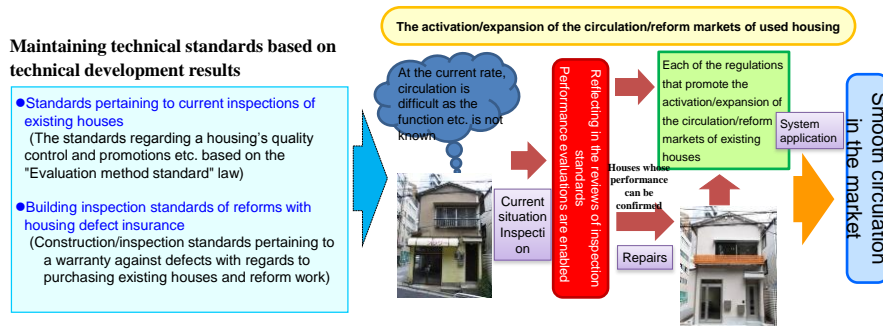 The activation/expansion of the circulation/reform markets of used housing
Maintaining technical standards based on
technical development results
●Standards pertaining to current inspections of
existing houses
(The standards regarding a housing's quality
control and promotions etc. based on the
"Evaluation method standard" law)
●Building inspection standards of reforms with
housing defect insurance
(Construction/inspection standards pertaining to
a warranty against defects with regards to
purchasing existing houses and reform work)
At the current rate,
circulation is
difficult as the
function etc. is not
known
Current
situation
Inspecti
on
Reflecting in the reviews of inspection
standards
Performance evaluations are enabled
Houses whose
performance
can be
confirmed
Repairs
Each of the regulations
that promote the
activation/expansion of
the circulation/reform
markets of existing
houses
System
application
Smooth circulation
in the market